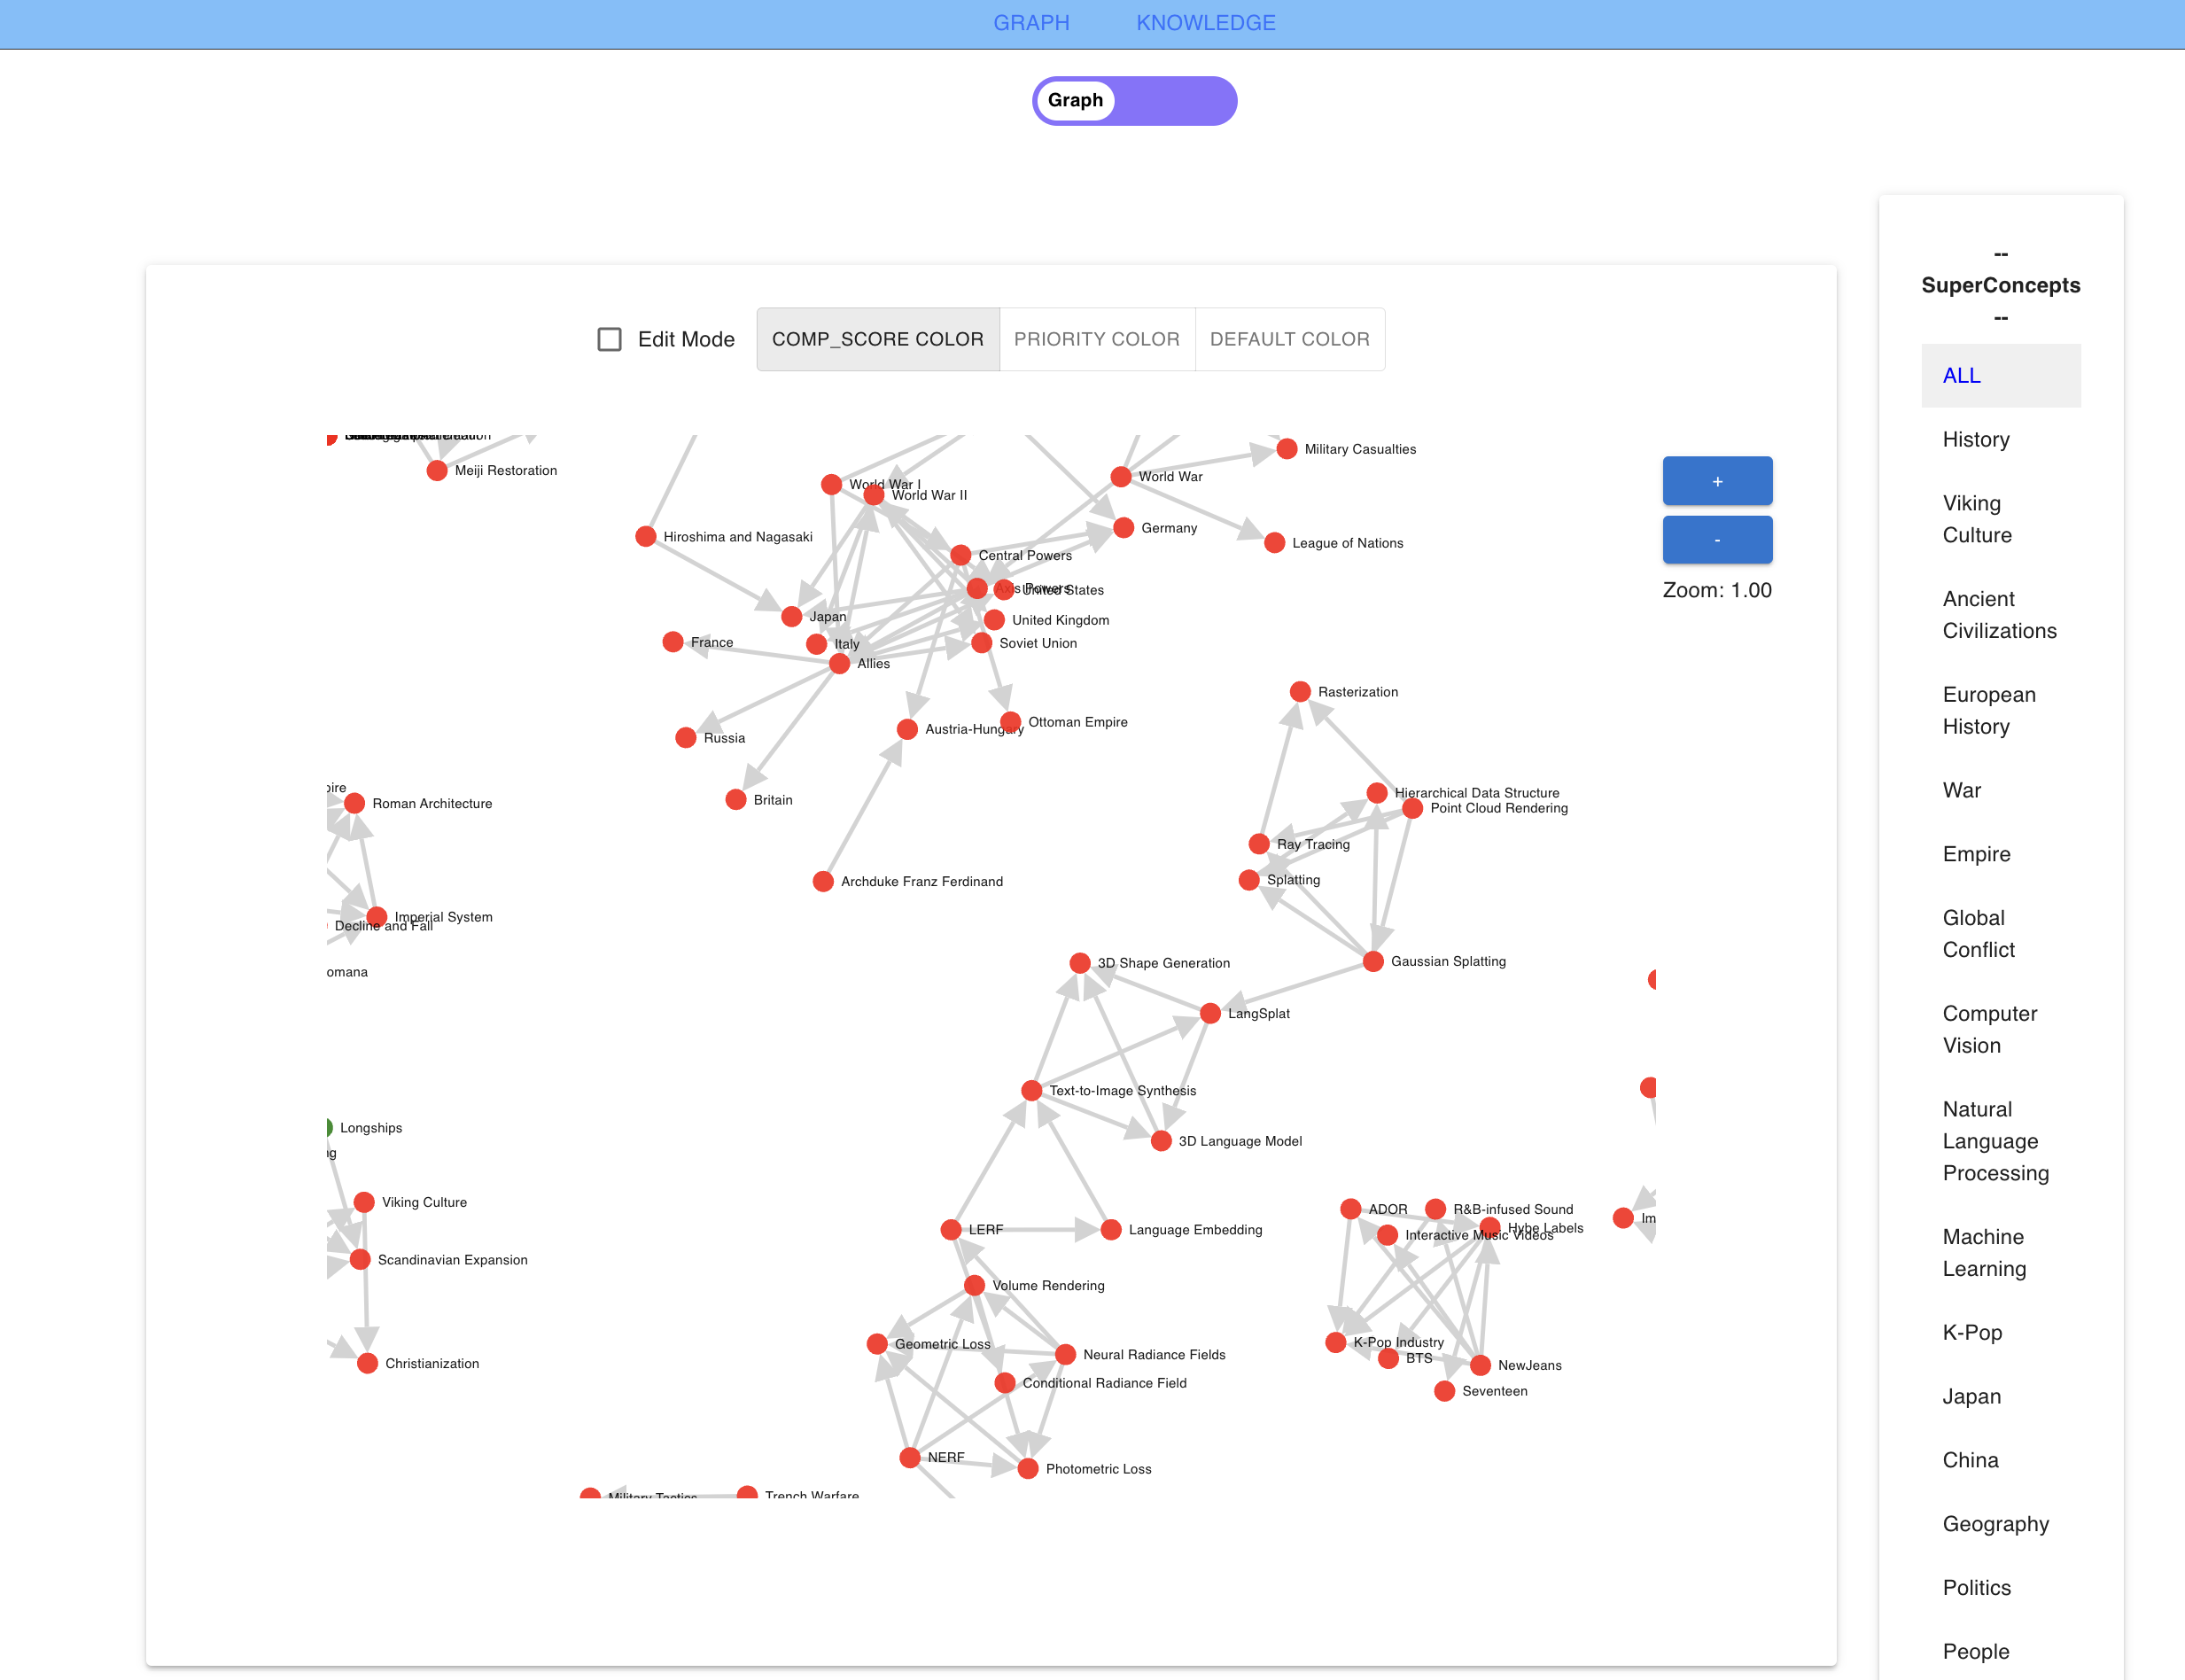 GRAPH KNOWLEDGE
Graph
Edit Mode
COMP_SCORE COLOR
PRIORITY COLOR
DEFAULT COLOR
Meiji Restoration
World War I
World War II
Military Casualties
World War
Germany
League of Nations
Hiroshima and Nagasaki
Central Powers
Axis Powers
United States
Japan
United Kingdom
France
Italy
Soviet Union
Allies
Rasterization
Ottoman Empire
Austria-Hungary
Russia
Britain
Hierarchical Data Structure
Point Cloud Rendering
Roman Architecture
Ray Tracing
Splatting
Archduke Franz Ferdinand
Imperial System
Decline and Fall
omana
3D Shape Generation
Gaussian Splatting
LangSplat
Text-to-Image Synthesis
Longships
3D Language Model
Viking Culture
ADOR
R&B-infused Sound
Hybe Labels
Interactive Music Videos
Im
LERF
Language Embedding
Scandinavian Expansion
Volume Rendering
Geometric Loss
K-Pop Industry
Neural Radiance Fields
BTS
Christianization
NewJeans
Conditional Radiance Field
Seventeen
NERF
Photometric Loss
Military Tactics
Trench Warfare
+
-
Zoom: 1.00
--
SuperConcepts
--
ALL
History
Viking
Culture
Ancient
Civilizations
European
History
War
Empire
Global
Conflict
Computer
Vision
Natural
Language
Processing
Machine
Learning
K-Pop
Japan
China
Geography
Politics
People